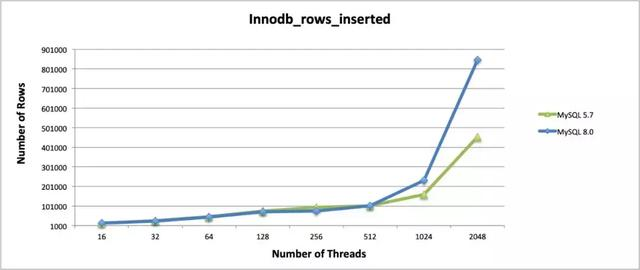 Innodb_rows_inserted
Number of Rows
901000
801000
701000
601000
501000
401000
301000
201000
101000
1000
16 32 64 128 256 512 1024 2048
Number of Threads
MySQL 5.7
MySQL 8.0